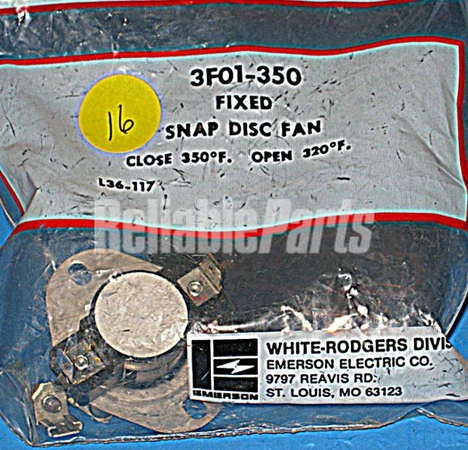 3F01-350
FIXED
16
SNAP DISC FAN
CLOSE 350°F. OPEN 320°F.
L36-117
ReliableParts
WHITE-RODGERS DIVIS
EMERSON ELECTRIC CO.
9797 REAVIS RD.
ST. LOUIS, MO 63123
EMERSON